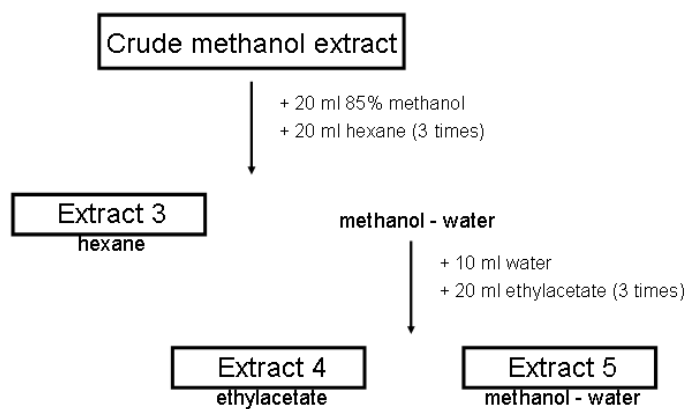 Crude methanol extract
+ 20 ml 85% methanol
+ 20 ml hexane (3 times)
Extract 3
hexane
methanol - water
+ 10 ml water
+ 20 ml ethylacetate (3 times)
Extract 4
ethylacetate
Extract 5
methanol - water